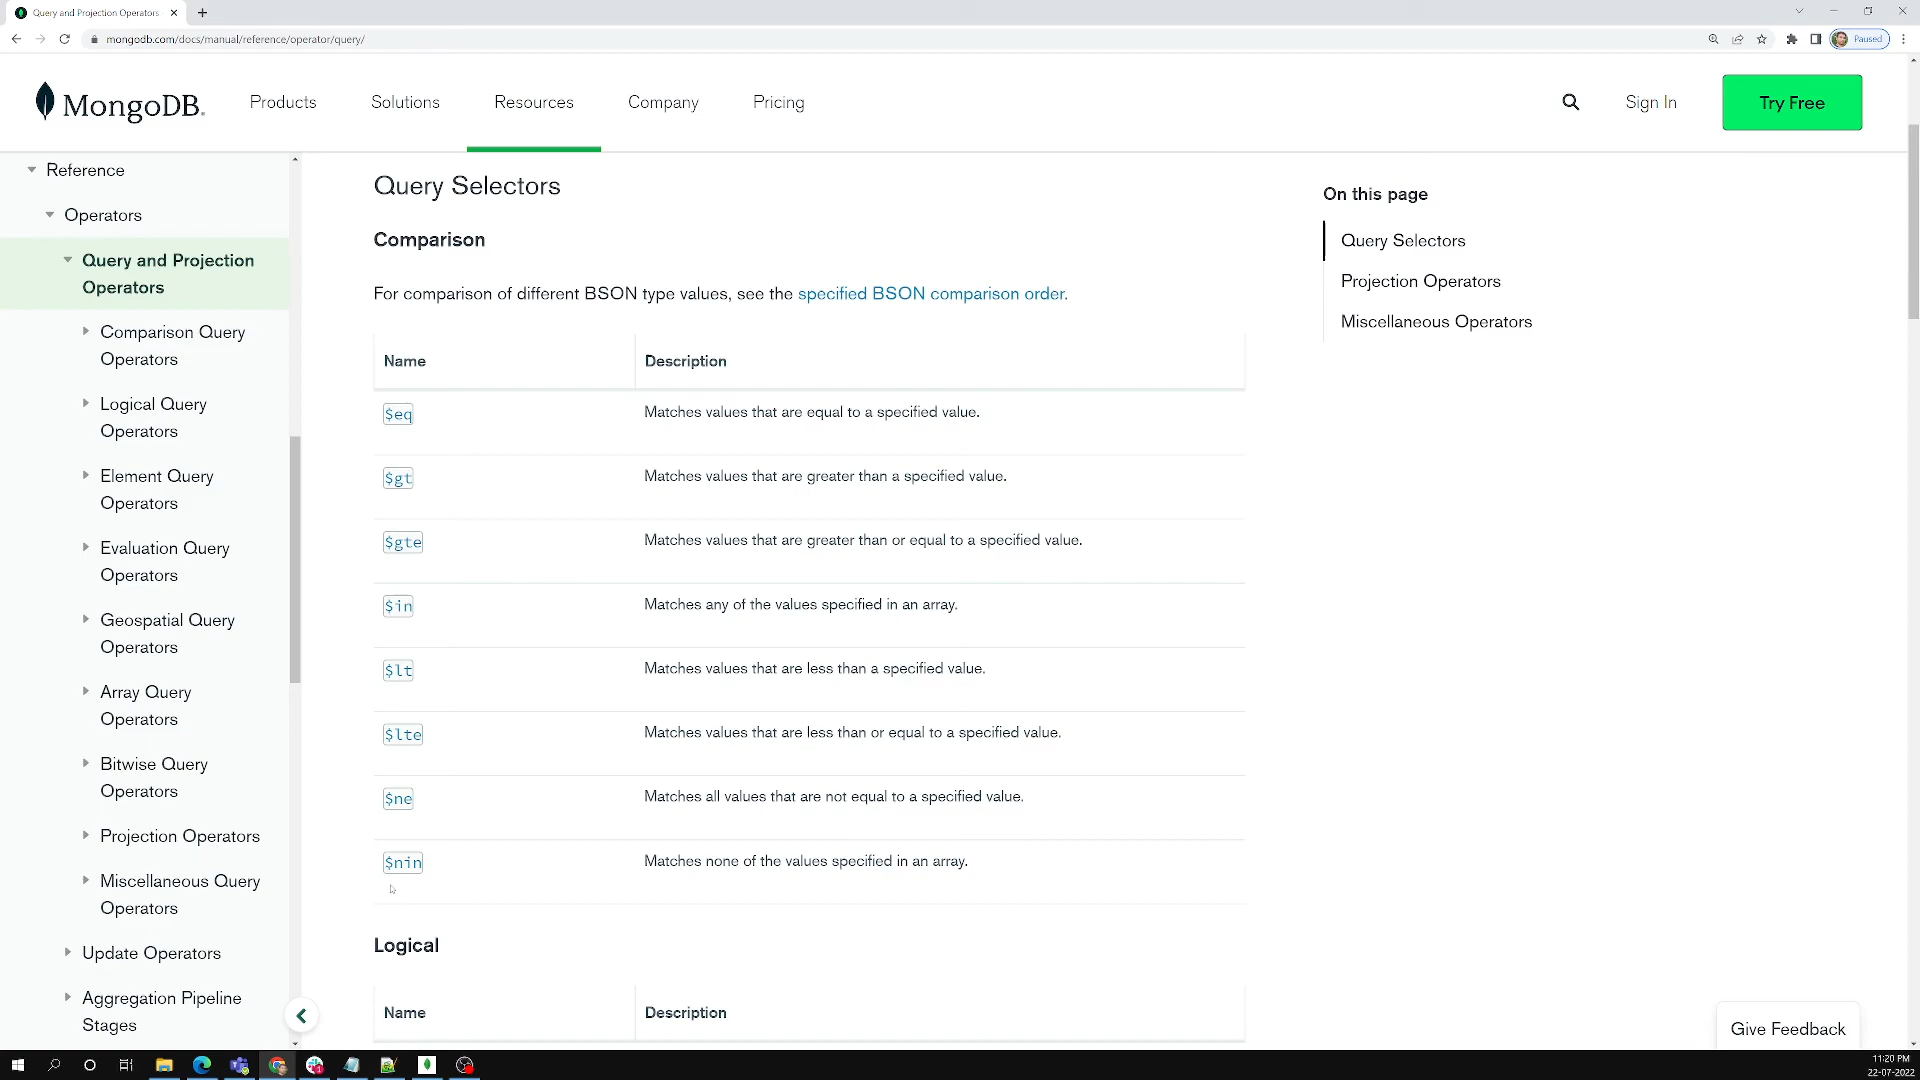 Query and Projection Operators
mongodb.com/docs/manual/reference/operator/query/
Paused
MongoDB.
Products
Solutions
Resources
Company
Pricing
Sign In
Try Free
Reference
Operators
Query and Projection
Operators
Comparison Query
Operators
Logical Query
Operators
Element Query
Operators
Evaluation Query
Operators
Geospatial Query
Operators
Array Query
Operators
Bitwise Query
Operators
Projection Operators
Miscellaneous Query
Operators
Update Operators
Aggregation Pipeline
Stages
Query Selectors
Comparison
For comparison of different BSON type values, see the specified BSON comparison order.
Name Description
$eq Matches values that are equal to a specified value.
$gt Matches values that are greater than a specified value.
$gte Matches values that are greater than or equal to a specified value.
$in Matches any of the values specified in an array.
$lt Matches values that are less than a specified value.
$lte Matches values that are less than or equal to a specified value.
$ne Matches all values that are not equal to a specified value.
$nin Matches none of the values specified in an array.
Logical
Name Description
On this page
Query Selectors
Projection Operators
Miscellaneous Operators
Give Feedback
11:20 PM
22-07-2022